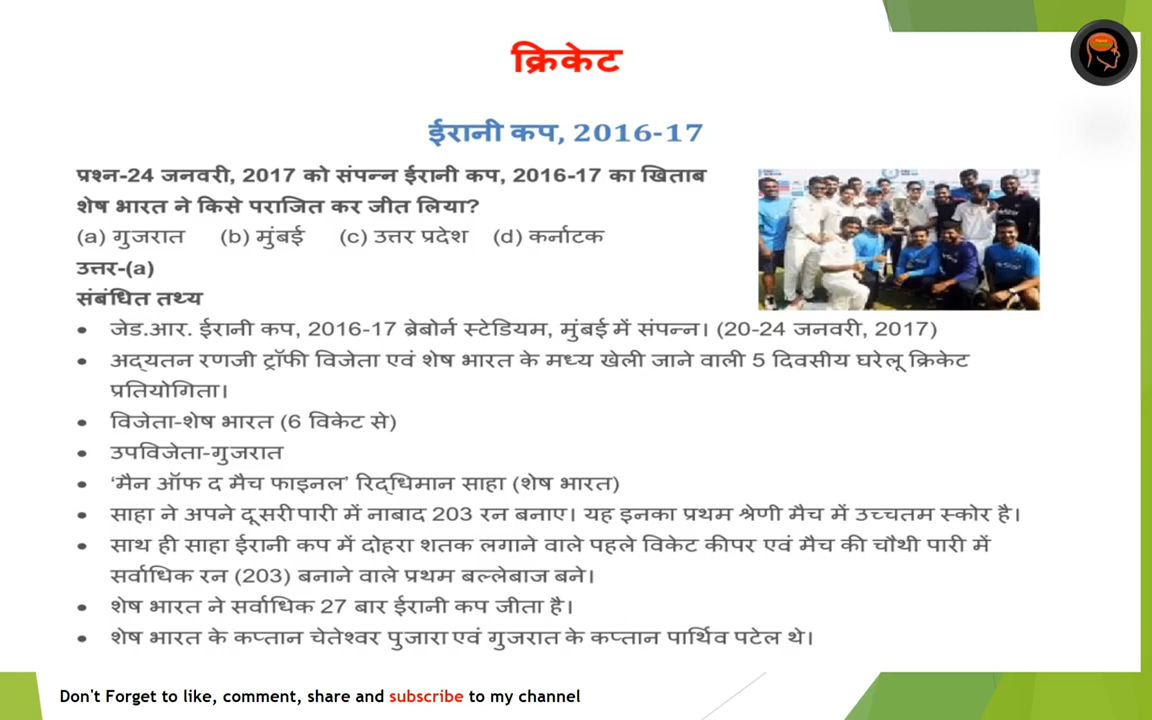 क्रिकेट
ईरानी कप, 2016-17
प्रश्न-24 जनवरी, 2017 को संपन्न ईरानी कप, 2016-17 का खिताब
शेष भारत ने किसे पराजित कर जीत लिया?
(a) गुजरात (b) मुंबई (c) उत्तर प्रदेश (d) कर्नाटक
उत्तर-(a)
संबंधित तथ्य
• जेड.आर. ईरानी कप, 2016-17 ब्रेबोर्न स्टेडियम, मुंबई में संपन्न। (20-24 जनवरी, 2017)
• अद्यतन रणजी ट्रॉफी विजेता एवं शेष भारत के मध्य खेली जाने वाली 5 दिवसीय घरेलू क्रिकेट
प्रतियोगिता।
• विजेता-शेष भारत (6 विकेट से)
• उपविजेता-गुजरात
• ‘मैन ऑफ द मैच फाइनल’ रिद्धिमान साहा (शेष भारत)
• साहा ने अपने दूसरी पारी में नाबाद 203 रन बनाए। यह इनका प्रथम श्रेणी मैच में उच्चतम स्कोर है।
• साथ ही साहा ईरानी कप में दोहरा शतक लगाने वाले पहले विकेट कीपर एवं मैच की चौथी पारी में
सर्वाधिक रन (203) बनाने वाले प्रथम बल्लेबाज बने।
• शेष भारत ने सर्वाधिक 27 बार ईरानी कप जीता है।
• शेष भारत के कप्तान चेतेश्वर पुजारा एवं गुजरात के कप्तान पार्थिव पटेल थे।
Don't Forget to like, comment, share and subscribe to my channel